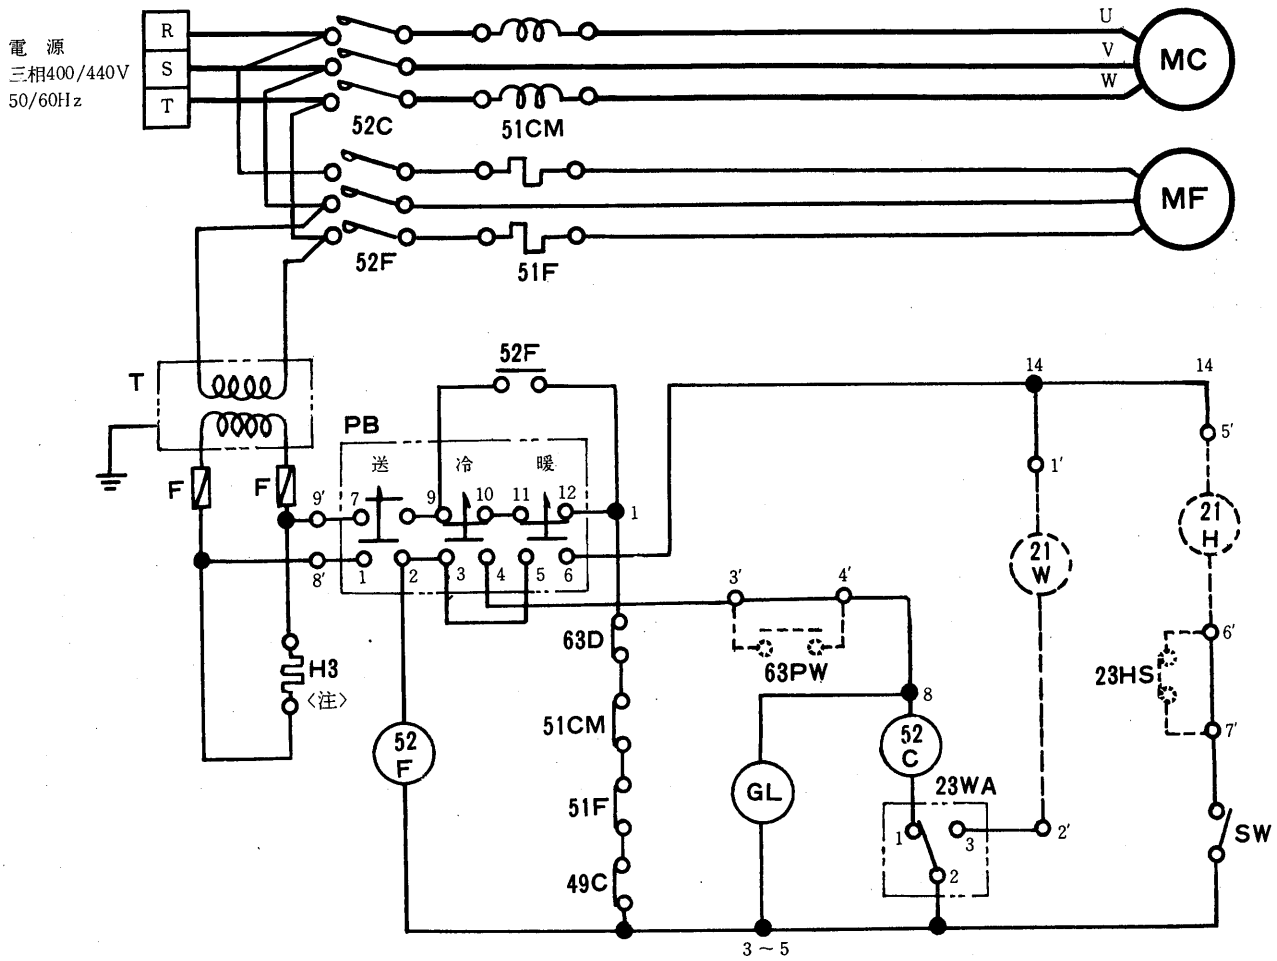 電 源
三相400/440V
50/60Hz
R
S
T
52C
51CM
U
V
W
MC
52F
51F
MF
T
F
F
PB
52F
送
冷
暖
9′
7
9
10
11
12
1
8′
1
2
3
4
5
6
14
14
5′
1′
21
H
21
W
3′
4′
63PW
63D
H3
〈注〉
6′
23HS
7′
8
51CM
52
F
52
C
GL
23WA
51F
1
3
2′
2
SW
49C
3～5